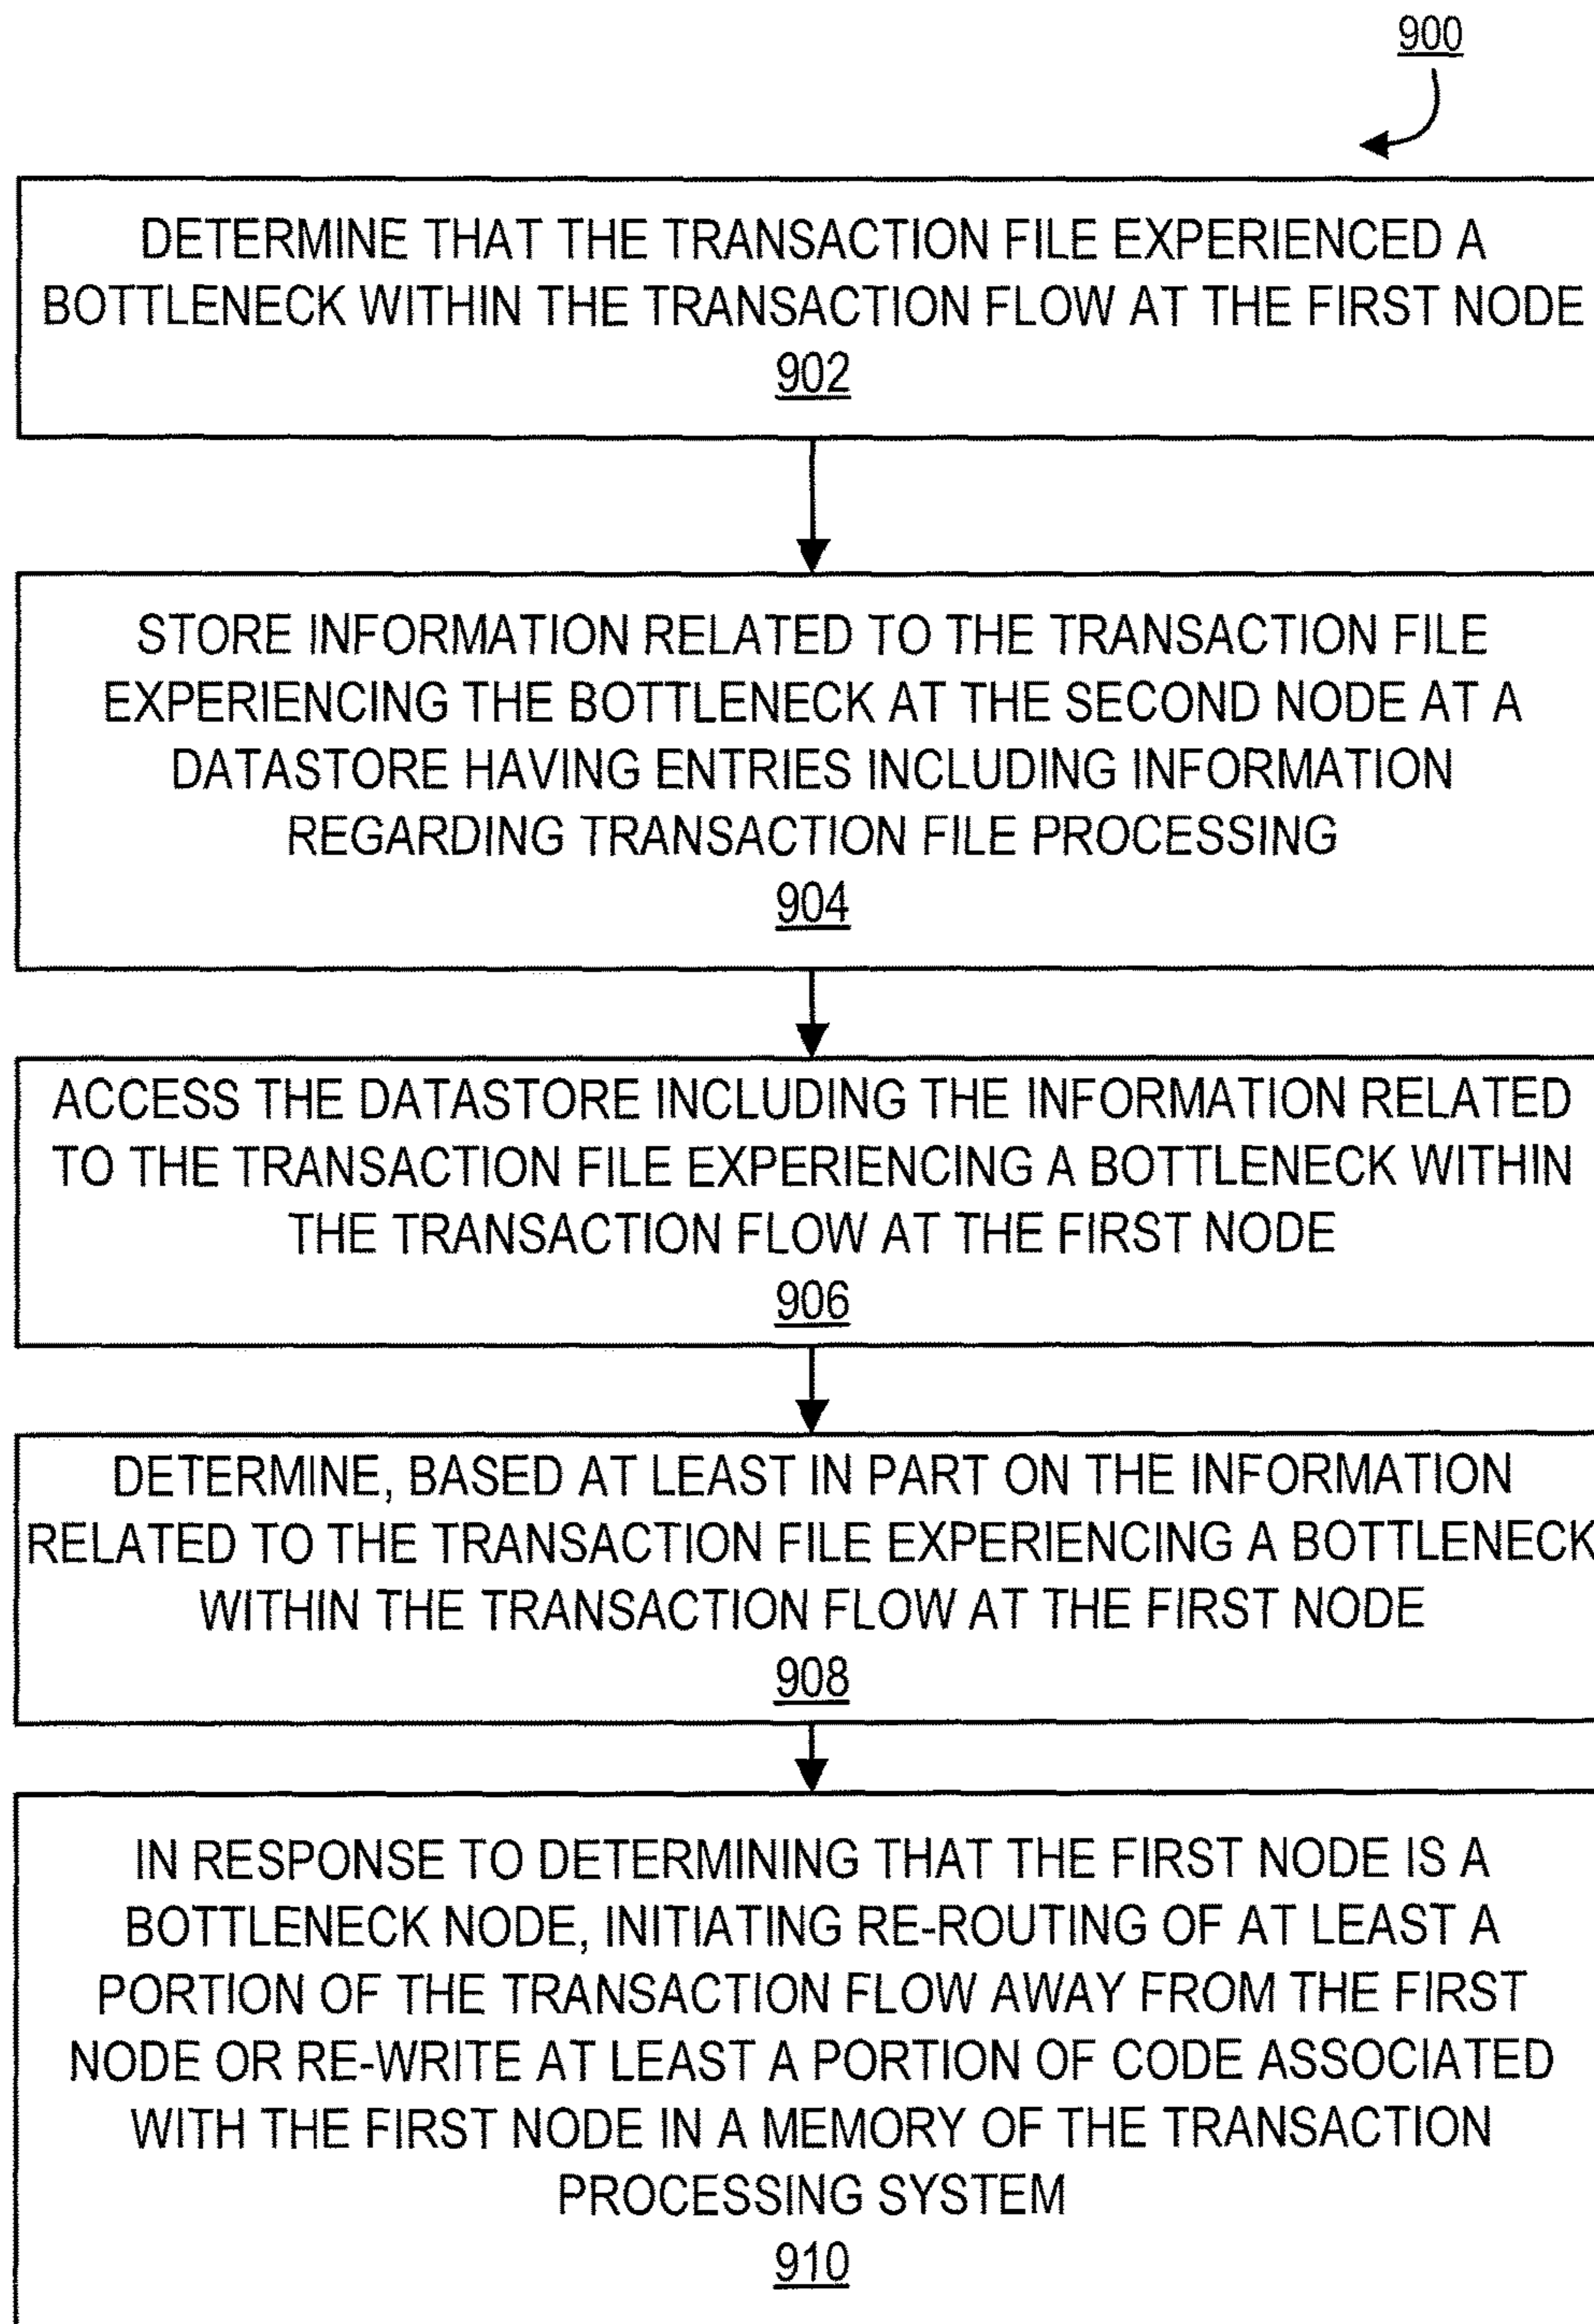 900
DETERMINE THAT THE TRANSACTION FILE EXPERIENCED A
BOTTLENECK WITHIN THE TRANSACTION FLOW AT THE FIRST NODE
902
STORE INFORMATION RELATED TO THE TRANSACTION FILE
EXPERIENCING THE BOTTLENECK AT THE SECOND NODE AT A
DATASTORE HAVING ENTRIES INCLUDING INFORMATION
REGARDING TRANSACTION FILE PROCESSING
904
ACCESS THE DATASTORE INCLUDING THE INFORMATION RELATED
TO THE TRANSACTION FILE EXPERIENCING A BOTTLENECK WITHIN
THE TRANSACTION FLOW AT THE FIRST NODE
906
DETERMINE, BASED AT LEAST IN PART ON THE INFORMATION
RELATED TO THE TRANSACTION FILE EXPERIENCING A BOTTLENECK
WITHIN THE TRANSACTION FLOW AT THE FIRST NODE
908
IN RESPONSE TO DETERMINING THAT THE FIRST NODE IS A
BOTTLENECK NODE, INITIATING RE-ROUTING OF AT LEAST A
PORTION OF THE TRANSACTION FLOW AWAY FROM THE FIRST
NODE OR RE-WRITE AT LEAST A PORTION OF CODE ASSOCIATED
WITH THE FIRST NODE IN A MEMORY OF THE TRANSACTION
PROCESSING SYSTEM
910